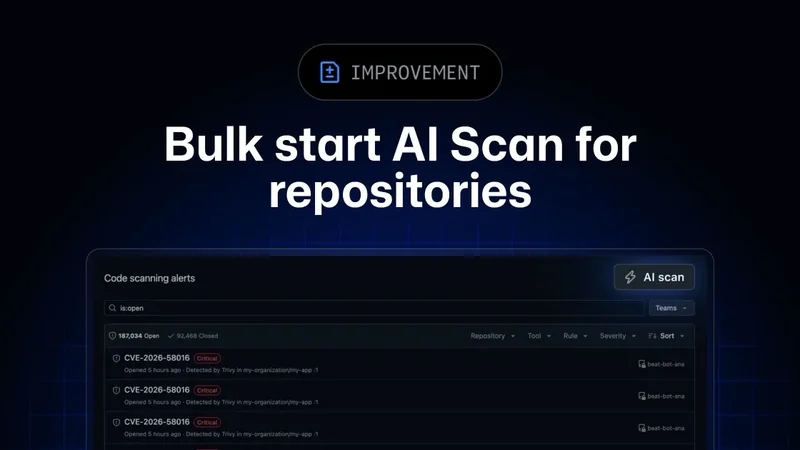 IMPROVEMENT
Bulk start AI Scan for
repositories
Code scanning alerts
AI scan
is:open
Teams
187,034 Open 92,468 Closed Repository Tool Rule Severity Sort
CVE-2026-58016 Critical
Opened 5 hours ago · Detected by Trivy in my-organization/my-app :1
beat-bot-ana
CVE-2026-58016 Critical
Opened 5 hours ago · Detected by Trivy in my-organization/my-app :1
beat-bot-ana
CVE-2026-58016 Critical
Opened 5 hours ago · Detected by Trivy in my-organization/my-app :1
beat-bot-ana